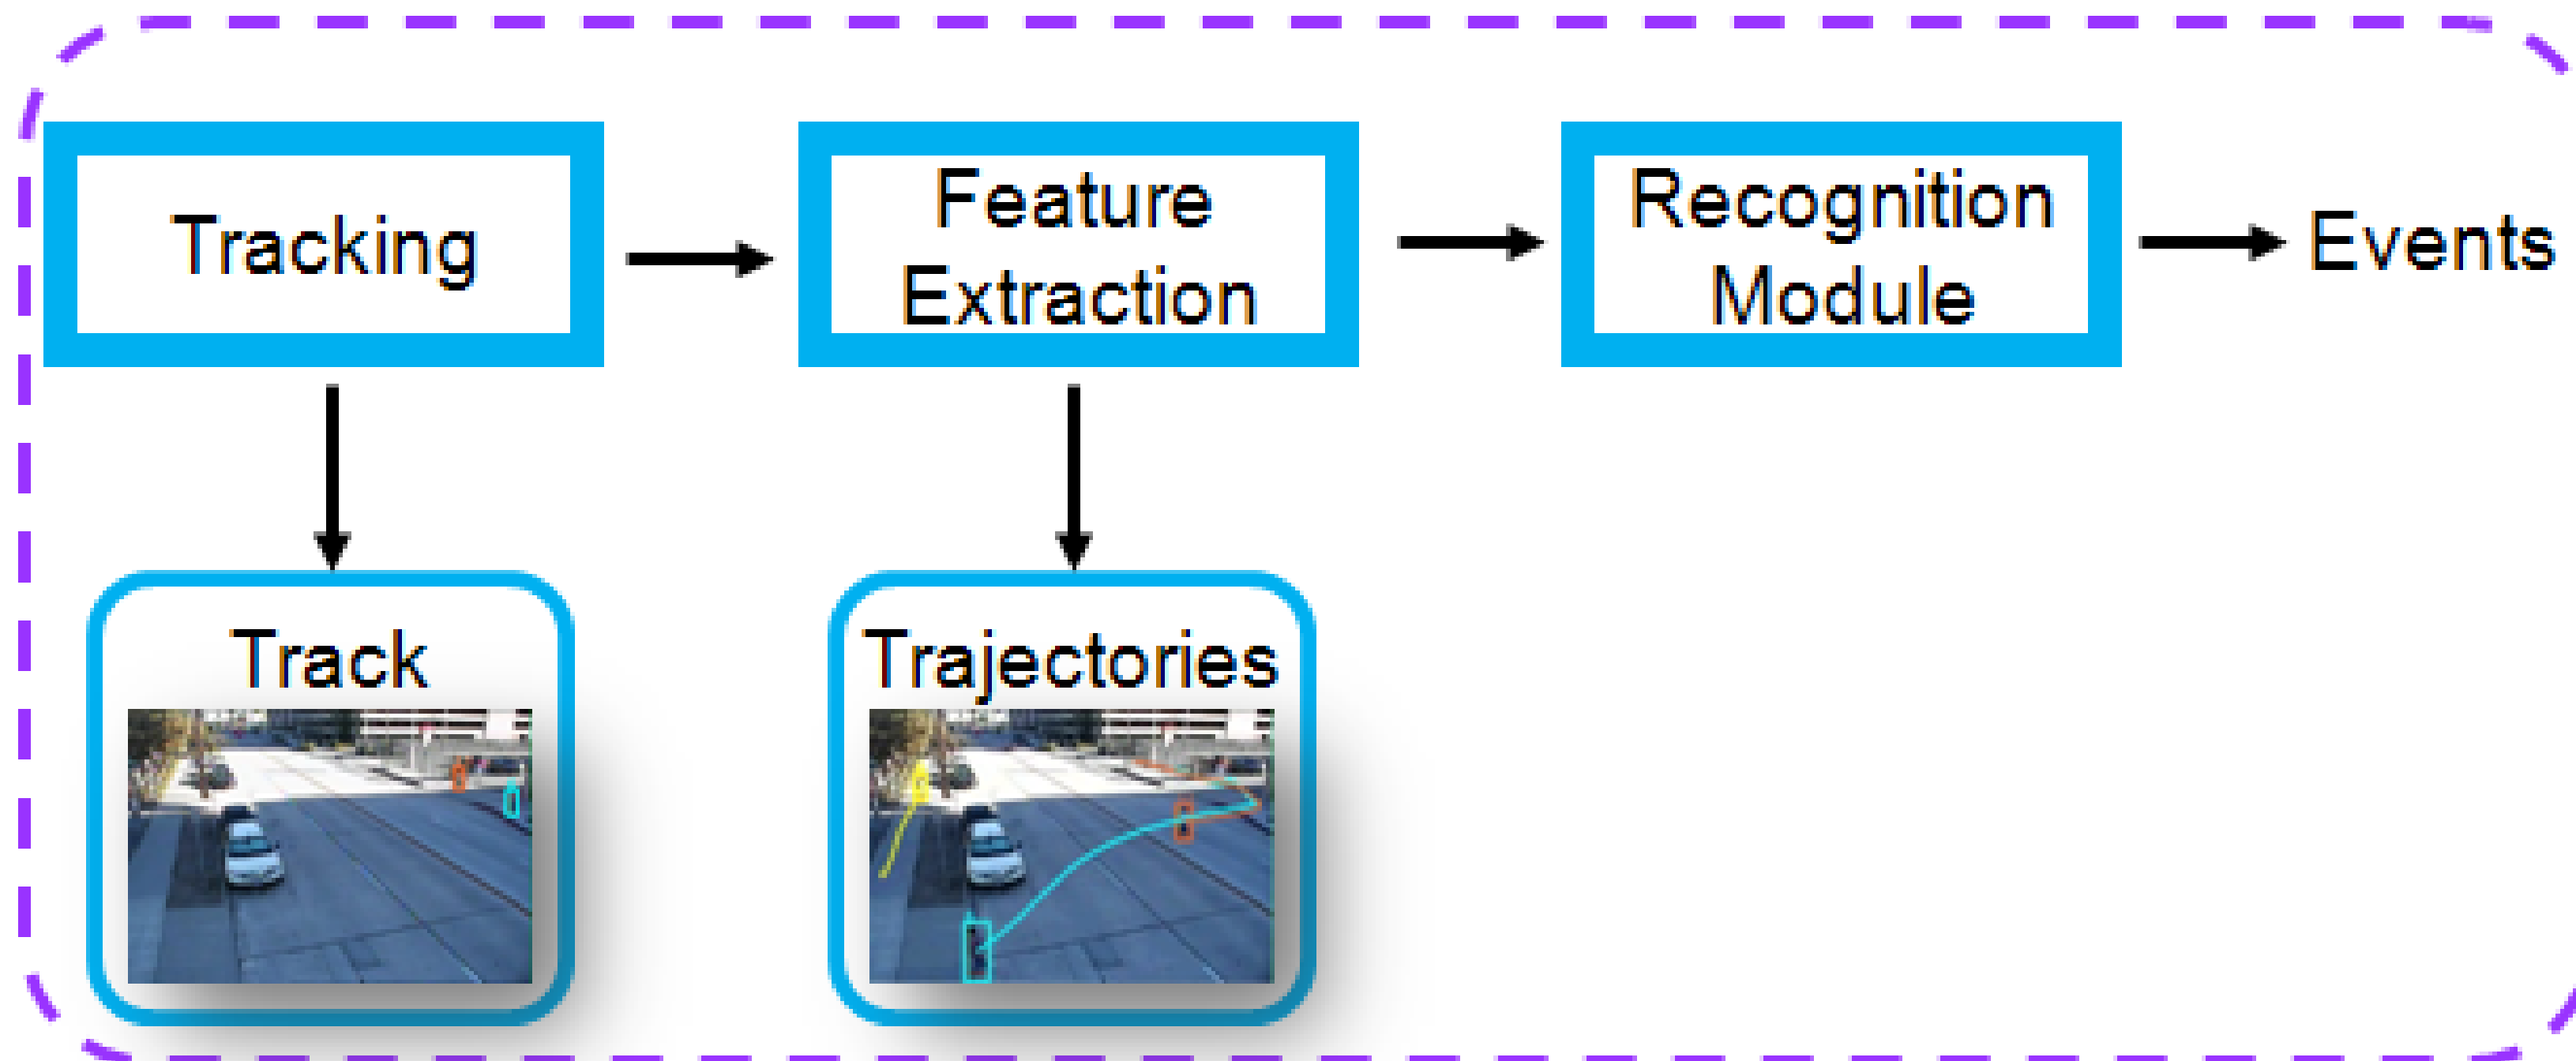 Tracking
Feature
Extraction
Recognition
Module
Events
Track
Trajectories